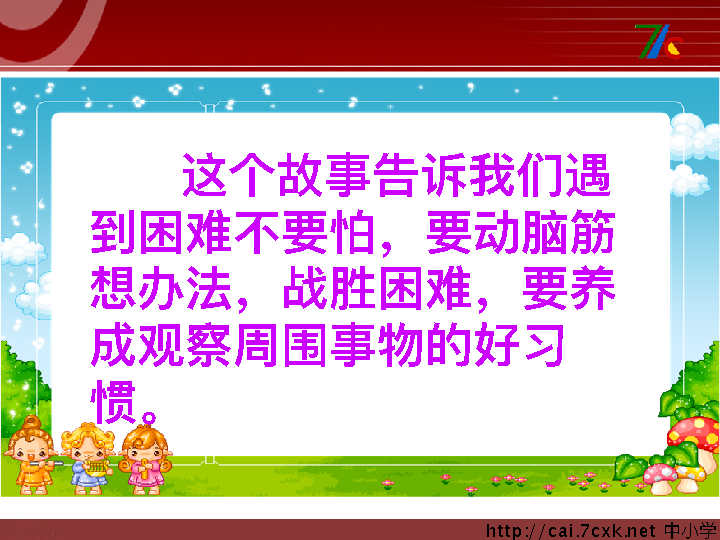 7c
这个故事告诉我们遇
到困难不要怕，要动脑筋
想办法，战胜困难，要养
成观察周围事物的好习
惯。
http://cai.7cxk.net 中小学